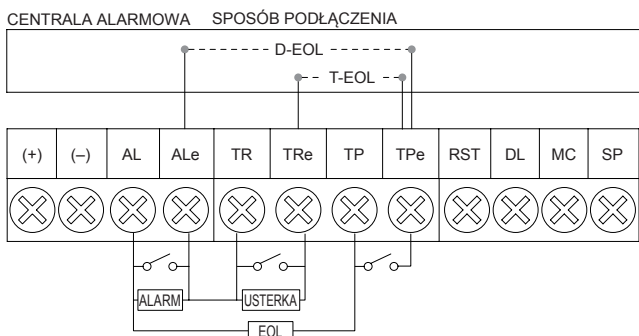 CENTRALA ALARMOWA SPOSÓB PODŁĄCZENIA
D-EOL
T-EOL
(+) (–) AL ALe TR TRe TP TPe RST DL MC SP
ALARM USTERKA
EOL